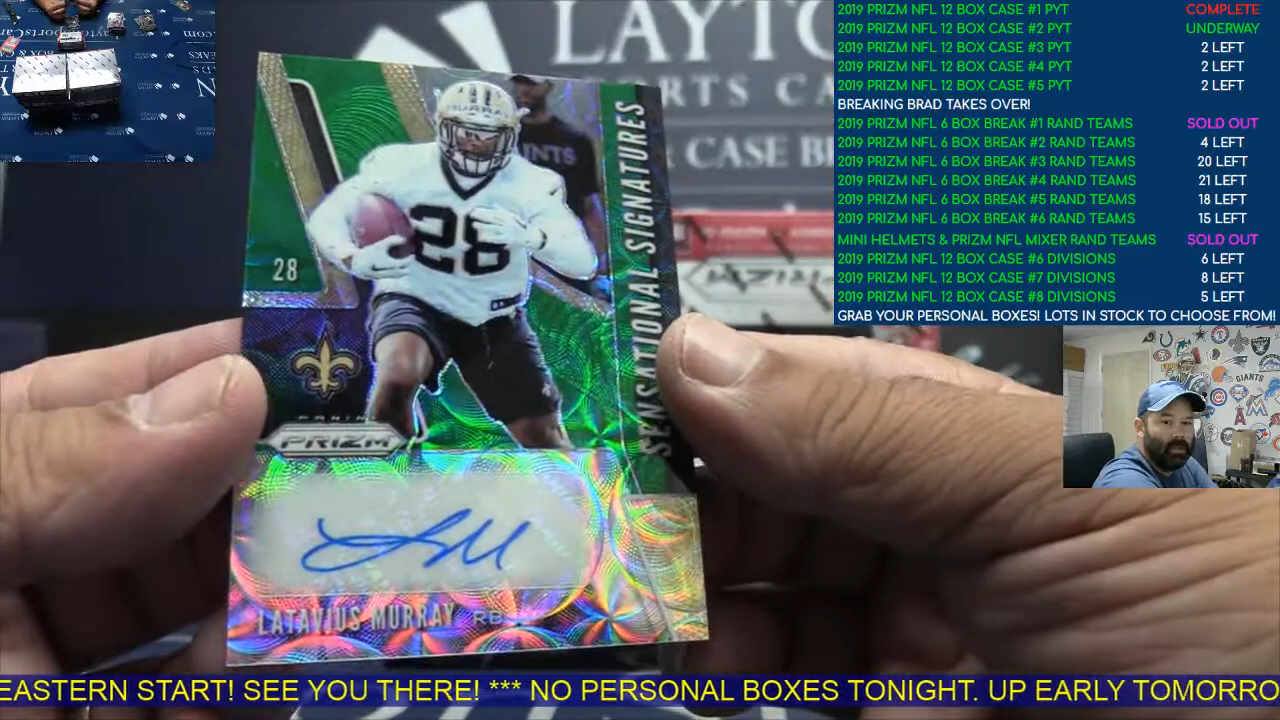 LAYTO
SPORTS CA
& CASE B
MURRAY
INTS
28
28
SENSATIONAL SIGNATURES
PANINI
PRIZM
LATAVIUS MURRAY RB
2019 PRIZM NFL 12 BOX CASE #1 PYT COMPLETE
2019 PRIZM NFL 12 BOX CASE #2 PYT UNDERWAY
2019 PRIZM NFL 12 BOX CASE #3 PYT 2 LEFT
2019 PRIZM NFL 12 BOX CASE #4 PYT 2 LEFT
2019 PRIZM NFL 12 BOX CASE #5 PYT 2 LEFT
BREAKING BRAD TAKES OVER!
2019 PRIZM NFL 6 BOX BREAK #1 RAND TEAMS SOLD OUT
2019 PRIZM NFL 6 BOX BREAK #2 RAND TEAMS 4 LEFT
2019 PRIZM NFL 6 BOX BREAK #3 RAND TEAMS 20 LEFT
2019 PRIZM NFL 6 BOX BREAK #4 RAND TEAMS 21 LEFT
2019 PRIZM NFL 6 BOX BREAK #5 RAND TEAMS 18 LEFT
2019 PRIZM NFL 6 BOX BREAK #6 RAND TEAMS 15 LEFT
MINI HELMETS & PRIZM NFL MIXER RAND TEAMS SOLD OUT
2019 PRIZM NFL 12 BOX CASE #6 DIVISIONS 6 LEFT
2019 PRIZM NFL 12 BOX CASE #7 DIVISIONS 8 LEFT
2019 PRIZM NFL 12 BOX CASE #8 DIVISIONS 5 LEFT
GRAB YOUR PERSONAL BOXES! LOTS IN STOCK TO CHOOSE FROM!
GIANTS
EASTERN START! SEE YOU THERE! *** NO PERSONAL BOXES TONIGHT. UP EARLY TOMORRO